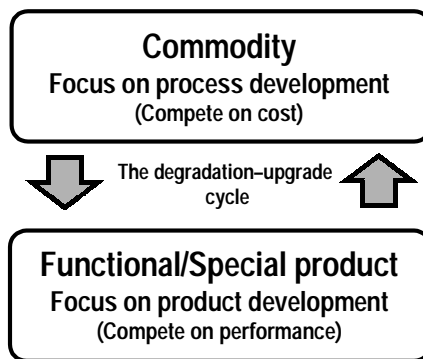 Commodity
Focus on process development
(Compete on cost)
The degradation–upgrade
cycle
Functional/Special product
Focus on product development
(Compete on performance)